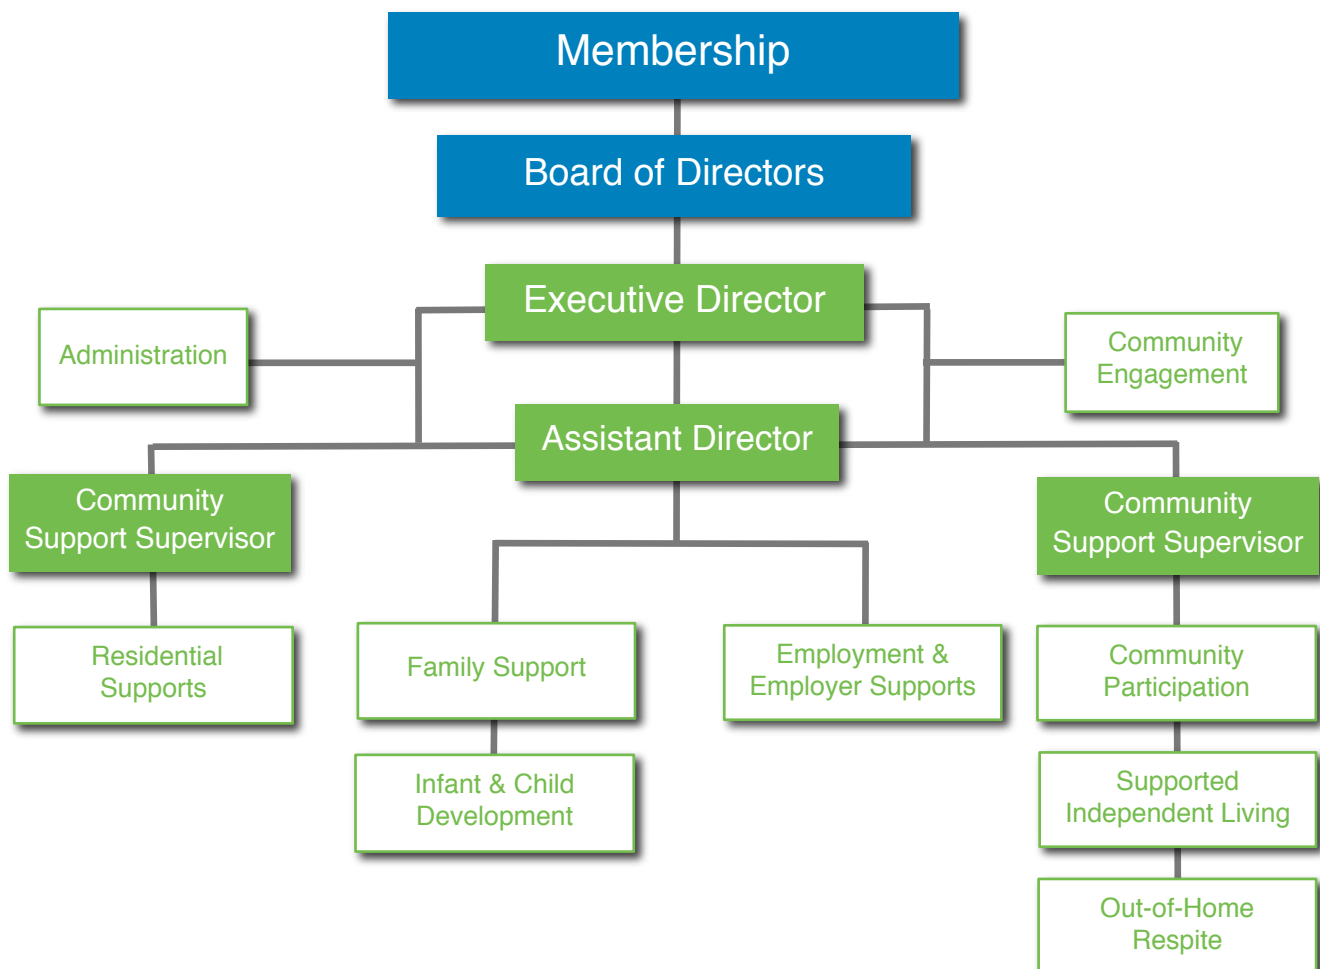 Membership
Board of Directors
Executive Director
Administration
Community
Engagement
Assistant Director
Community
Support Supervisor
Community
Support Supervisor
Residential
Supports
Family Support
Employment &
Employer Supports
Community
Participation
Infant & Child
Development
Supported
Independent Living
Out-of-Home
Respite